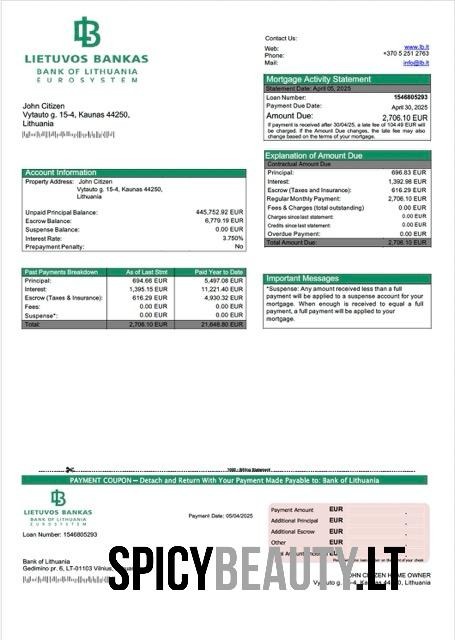 LIETUVOS BANKAS
BANK OF LITHUANIA
EUROSYSTEM
Contact Us:
Web: www.lb.lt
Phone: +370 5 251 2763
Mail: info@lb.lt
Mortgage Activity Statement
Statement Date: April 05, 2025
Loan Number: 1546805293
Payment Due Date: April 30, 2025
Amount Due: 2,706.10 EUR
If payment is received after 30/04/25, a late fee of 104.49 EUR will
be charged. If the Amount Due changes, the late fee may also
change based on the terms of your mortgage.
John Citizen
Vytauto g. 15-4, Kaunas 44250,
Lithuania
Explanation of Amount Due
Contractual Amount Due
Principal: 696.83 EUR
Interest: 1,392.98 EUR
Escrow (Taxes and Insurance): 616.29 EUR
Regular Monthly Payment: 2,706.10 EUR
Fees & Charges (total outstanding) 0.00 EUR
Charges since last statement: 0.00 EUR
Credits since last statement: 0.00 EUR
Overdue Payment: 0.00 EUR
Total Amount Due: 2,706.10 EUR
Account Information
Property Address: John Citizen
Vytauto g. 15-4, Kaunas 44250,
Lithuania
Unpaid Principal Balance: 445,752.92 EUR
Escrow Balance: 6,779.19 EUR
Suspense Balance: 0.00 EUR
Interest Rate: 3.750%
Prepayment Penalty: No
Past Payments Breakdown As of Last Stmt Paid Year to Date
Principal: 694.66 EUR 5,497.08 EUR
Interest: 1,395.15 EUR 11,221.40 EUR
Escrow (Taxes & Insurance): 616.29 EUR 4,930.32 EUR
Fees: 0.00 EUR 0.00 EUR
Suspense*: 0.00 EUR 0.00 EUR
Total: 2,706.10 EUR 21,648.80 EUR
Important Messages
*Suspense: Any amount received less than a full
payment will be applied to a suspense account for your
mortgage. When enough is received to equal a full
payment, a full payment will be applied to your
mortgage.
PAYMENT COUPON – Detach and Return With Your Payment Made Payable to: Bank of Lithuania
LIETUVOS BANKAS
BANK OF LITHUANIA
EUROSYSTEM
Loan Number: 1546805293
Payment Date: 05/04/2025
Payment Amount EUR .
Additional Principal EUR .
Additional Escrow EUR .
Other EUR .
EUR
Bank of Lithuania
Gedimino pr. 6, LT-01103 Vilnius,
JOHN CITIZEN HOME OWNER
Vytauto g. 15-4, Kaunas 44250, Lithuania
SPICYBEAUTY.LT